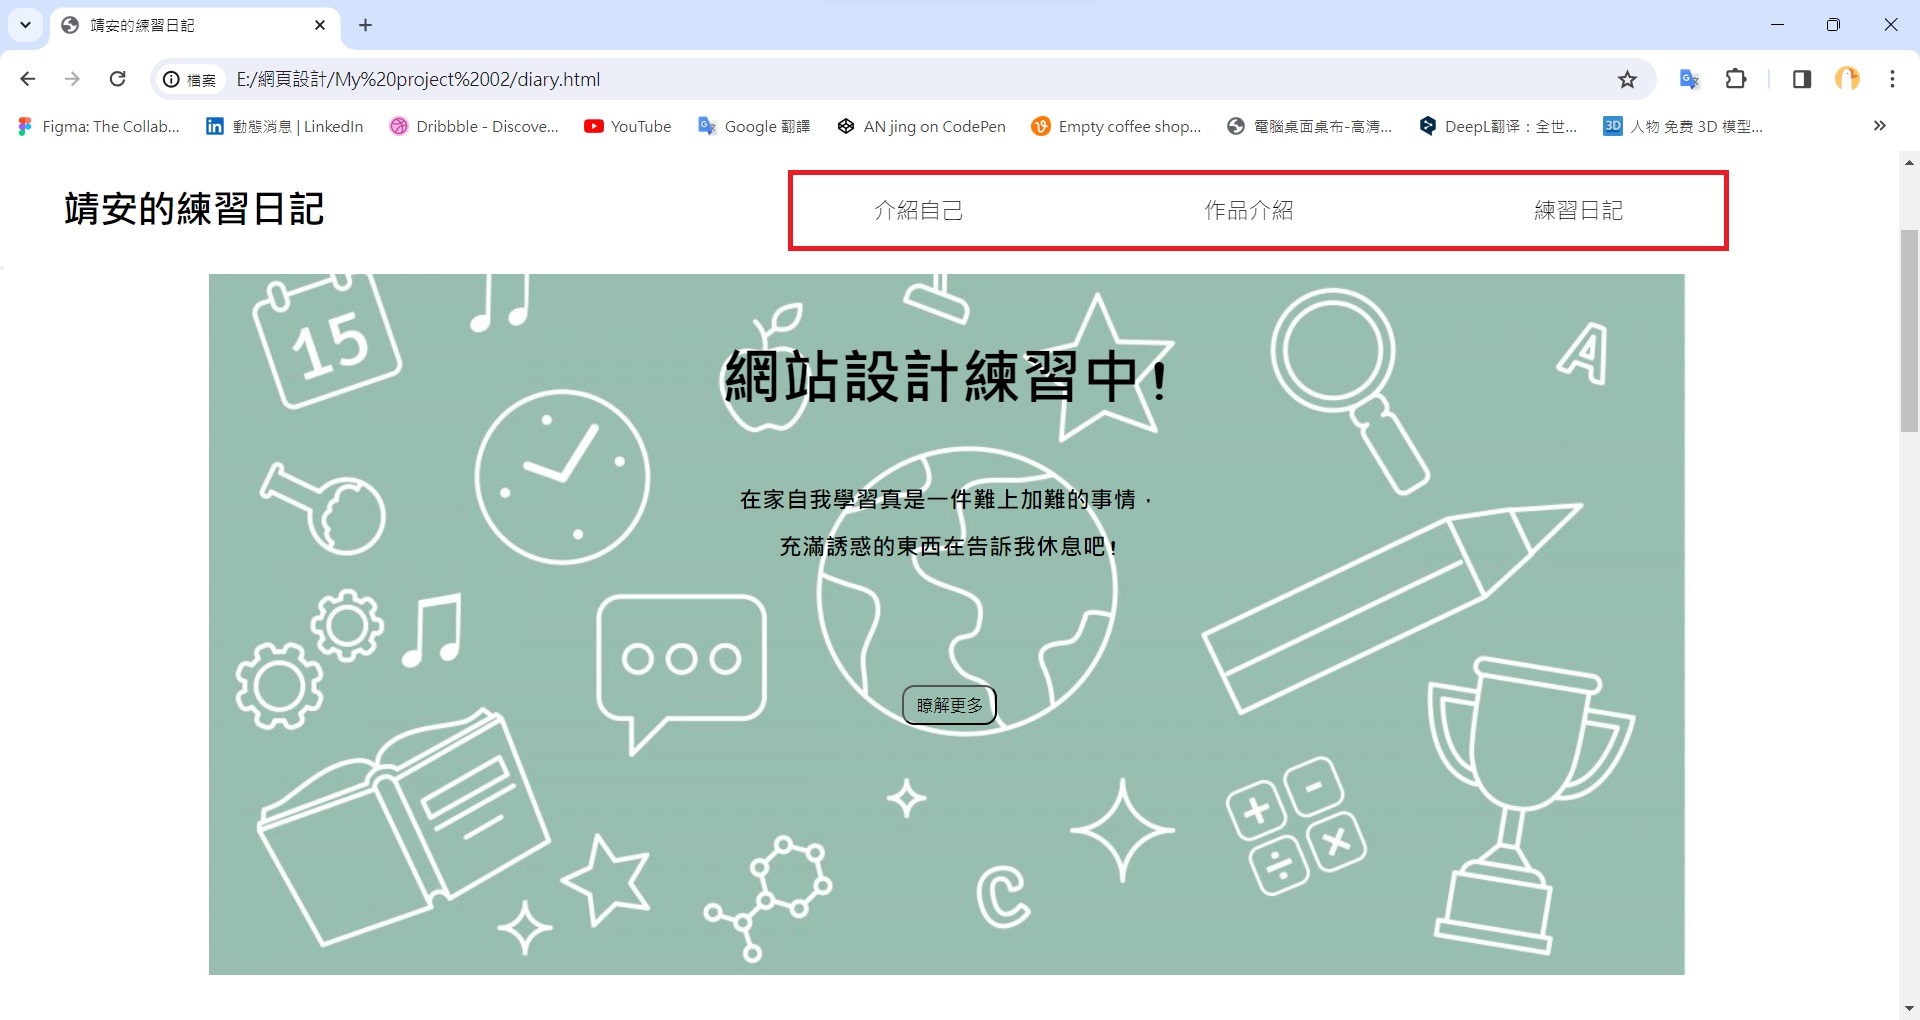 靖安的練習日記
檔案 E:/網頁設計/My%20project%2002/diary.html
Figma: The Collab... 動態消息 | LinkedIn Dribbble - Discove... YouTube Google 翻譯 AN jing on CodePen Empty coffee shop... 電腦桌面桌布-高清... DeepL翻译：全世... 3D 人物 免费 3D 模型...
靖安的練習日記 介紹自己 作品介紹 練習日記
15
A
網站設計練習中!
在家自我學習真是一件難上加難的事情，
充滿誘惑的東西在告訴我休息吧!
瞭解更多
C